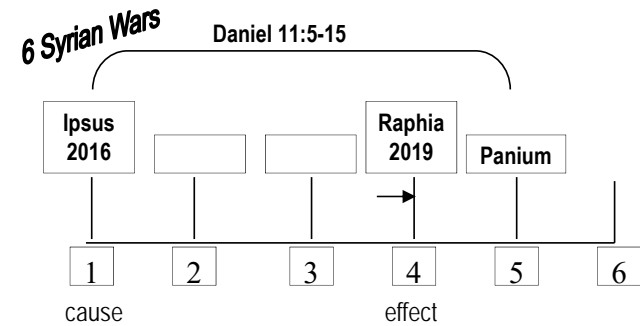 6 Syrian Wars
Daniel 11:5-15
Ipsus
2016
Raphia
2019
Panium
1
2
3
4
5
6
cause
effect